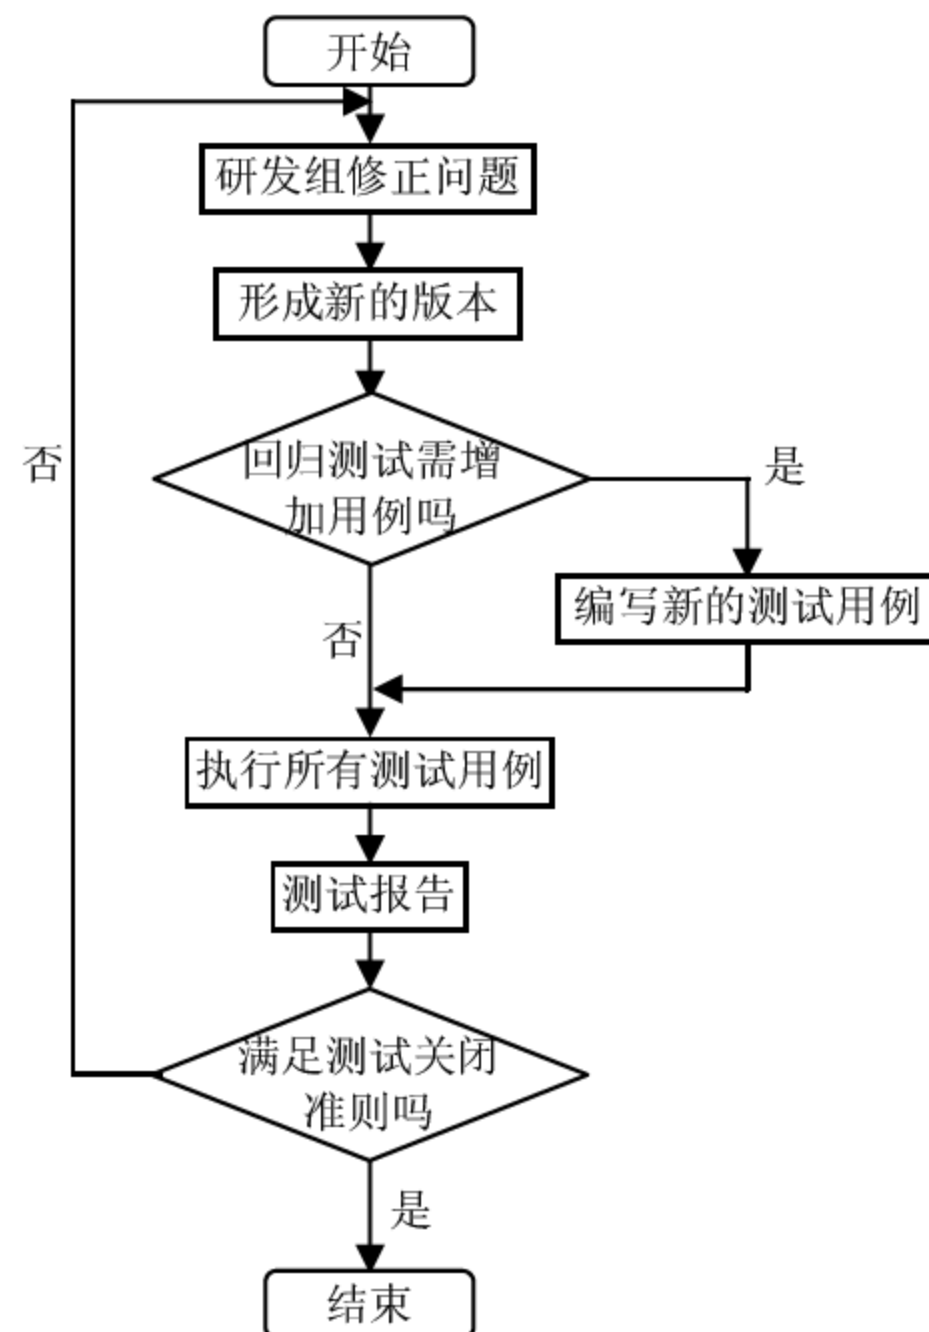 开始
研发组修正问题
形成新的版本
否
回归测试需增
加用例吗
是
编写新的测试用例
否
执行所有测试用例
测试报告
满足测试关闭
准则吗
是
结束